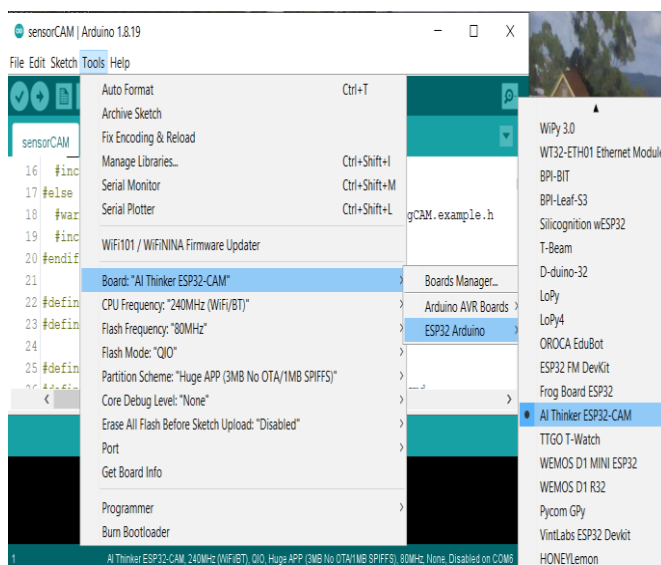 sensorCAM | Arduino 1.8.19
File Edit Sketch Tools Help
sensorCAM
16 #inc
17 #else
18 #war
19 #inc
20 #endif
21
22 #defin
23 #defin
24
25 #defin
gCAM.example.h
Auto Format Ctrl+T
Archive Sketch
Fix Encoding & Reload
Manage Libraries... Ctrl+Shift+I
Serial Monitor Ctrl+Shift+M
Serial Plotter Ctrl+Shift+L
WiFi101 / WiFiNINA Firmware Updater
Board: "AI Thinker ESP32-CAM"
CPU Frequency: "240MHz (WiFi/BT)"
Flash Frequency: "80MHz"
Flash Mode: "QIO"
Partition Scheme: "Huge APP (3MB No OTA/1MB SPIFFS)"
Core Debug Level: "None"
Erase All Flash Before Sketch Upload: "Disabled"
Port
Get Board Info
Programmer
Burn Bootloader
Boards Manager...
Arduino AVR Boards
ESP32 Arduino
WiPy 3.0
WT32-ETH01 Ethernet Module
BPI-BIT
BPI-Leaf-S3
Silicognition wESP32
T-Beam
D-duino-32
LoPy
LoPy4
OROCA EduBot
ESP32 FM DevKit
Frog Board ESP32
AI Thinker ESP32-CAM
TTGO T-Watch
WEMOS D1 MINI ESP32
WEMOS D1 R32
Pycom GPy
VintLabs ESP32 Devkit
HONEYLemon
1 AI Thinker ESP32-CAM, 240MHz (WiFi/BT), QIO, Huge APP (3MB No OTA/1MB SPIFFS), 80MHz, None, Disabled on COM6